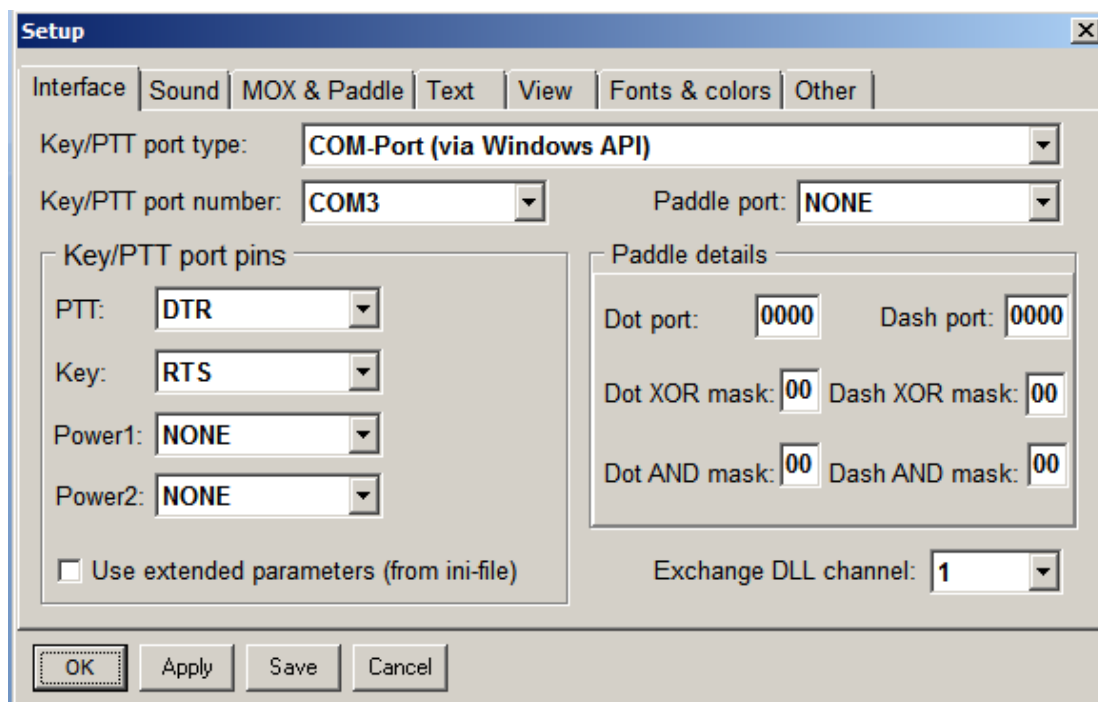 Setup
Interface Sound MOX & Paddle Text View Fonts & colors Other
Key/PTT port type: COM-Port (via Windows API)
Key/PTT port number: COM3 Paddle port: NONE
Key/PTT port pins
PTT: DTR
Key: RTS
Power1: NONE
Power2: NONE
Use extended parameters (from ini-file)
Paddle details
Dot port: 0000 Dash port: 0000
Dot XOR mask: 00 Dash XOR mask: 00
Dot AND mask: 00 Dash AND mask: 00
Exchange DLL channel: 1
OK Apply Save Cancel